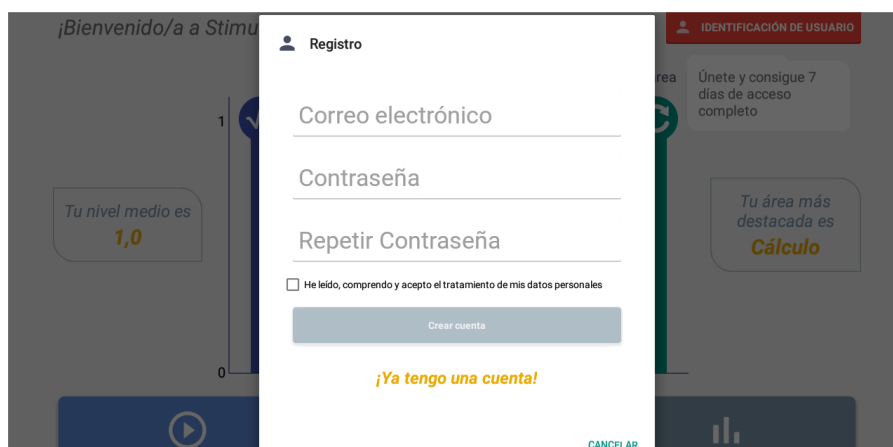 ¡Bienvenido/a a Stimu
IDENTIFICACIÓN DE USUARIO
Registro
rea
Únete y consigue 7
días de acceso
completo
Correo electrónico
1
Contraseña
Tu nivel medio es
1,0
Tu área más
destacada es
Cálculo
Repetir Contraseña
He leído, comprendo y acepto el tratamiento de mis datos personales
Crear cuenta
0
¡Ya tengo una cuenta!
CANCELAR